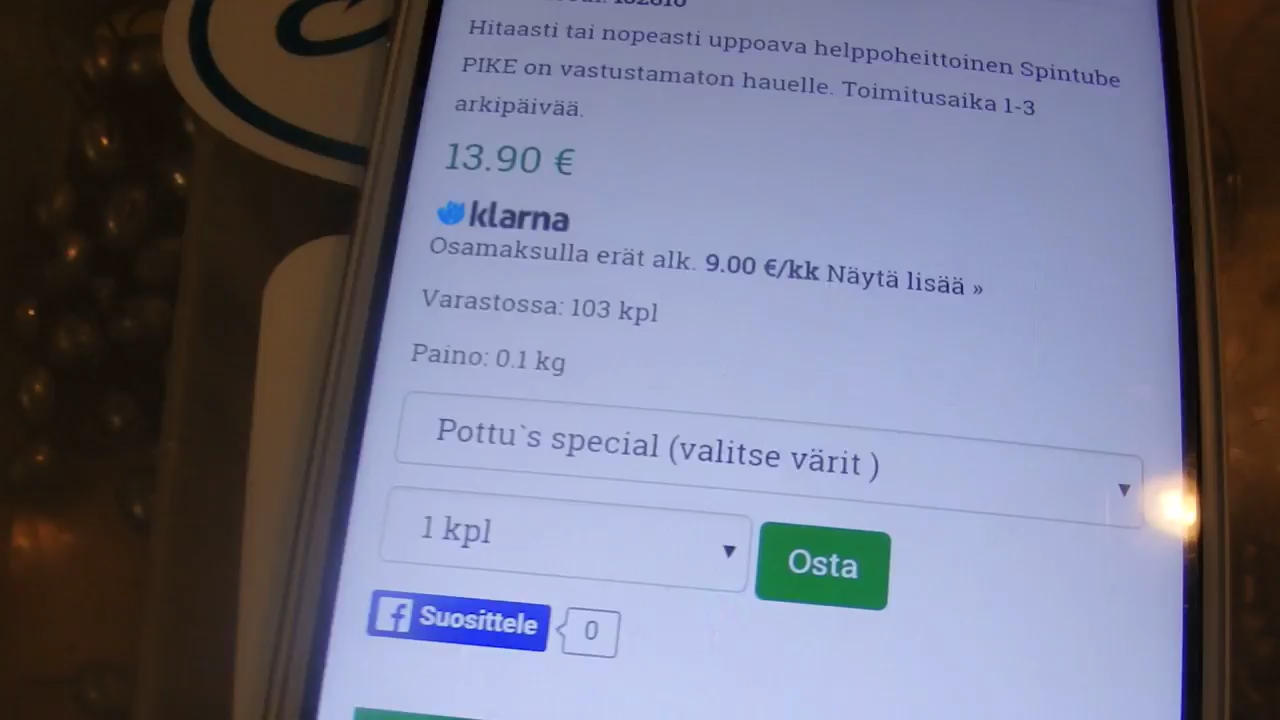 Hitaasti tai nopeasti uppoava helppoheittoinen Spintube
PIKE on vastustamaton hauelle. Toimitusaika 1-3
arkipäivää.
13.90 €
klarna
Osamaksulla erät alk. 9.00 €/kk Näytä lisää »
Varastossa: 103 kpl
Paino: 0.1 kg
Pottu`s special (valitse värit )
1 kpl
Osta
Suosittele
0